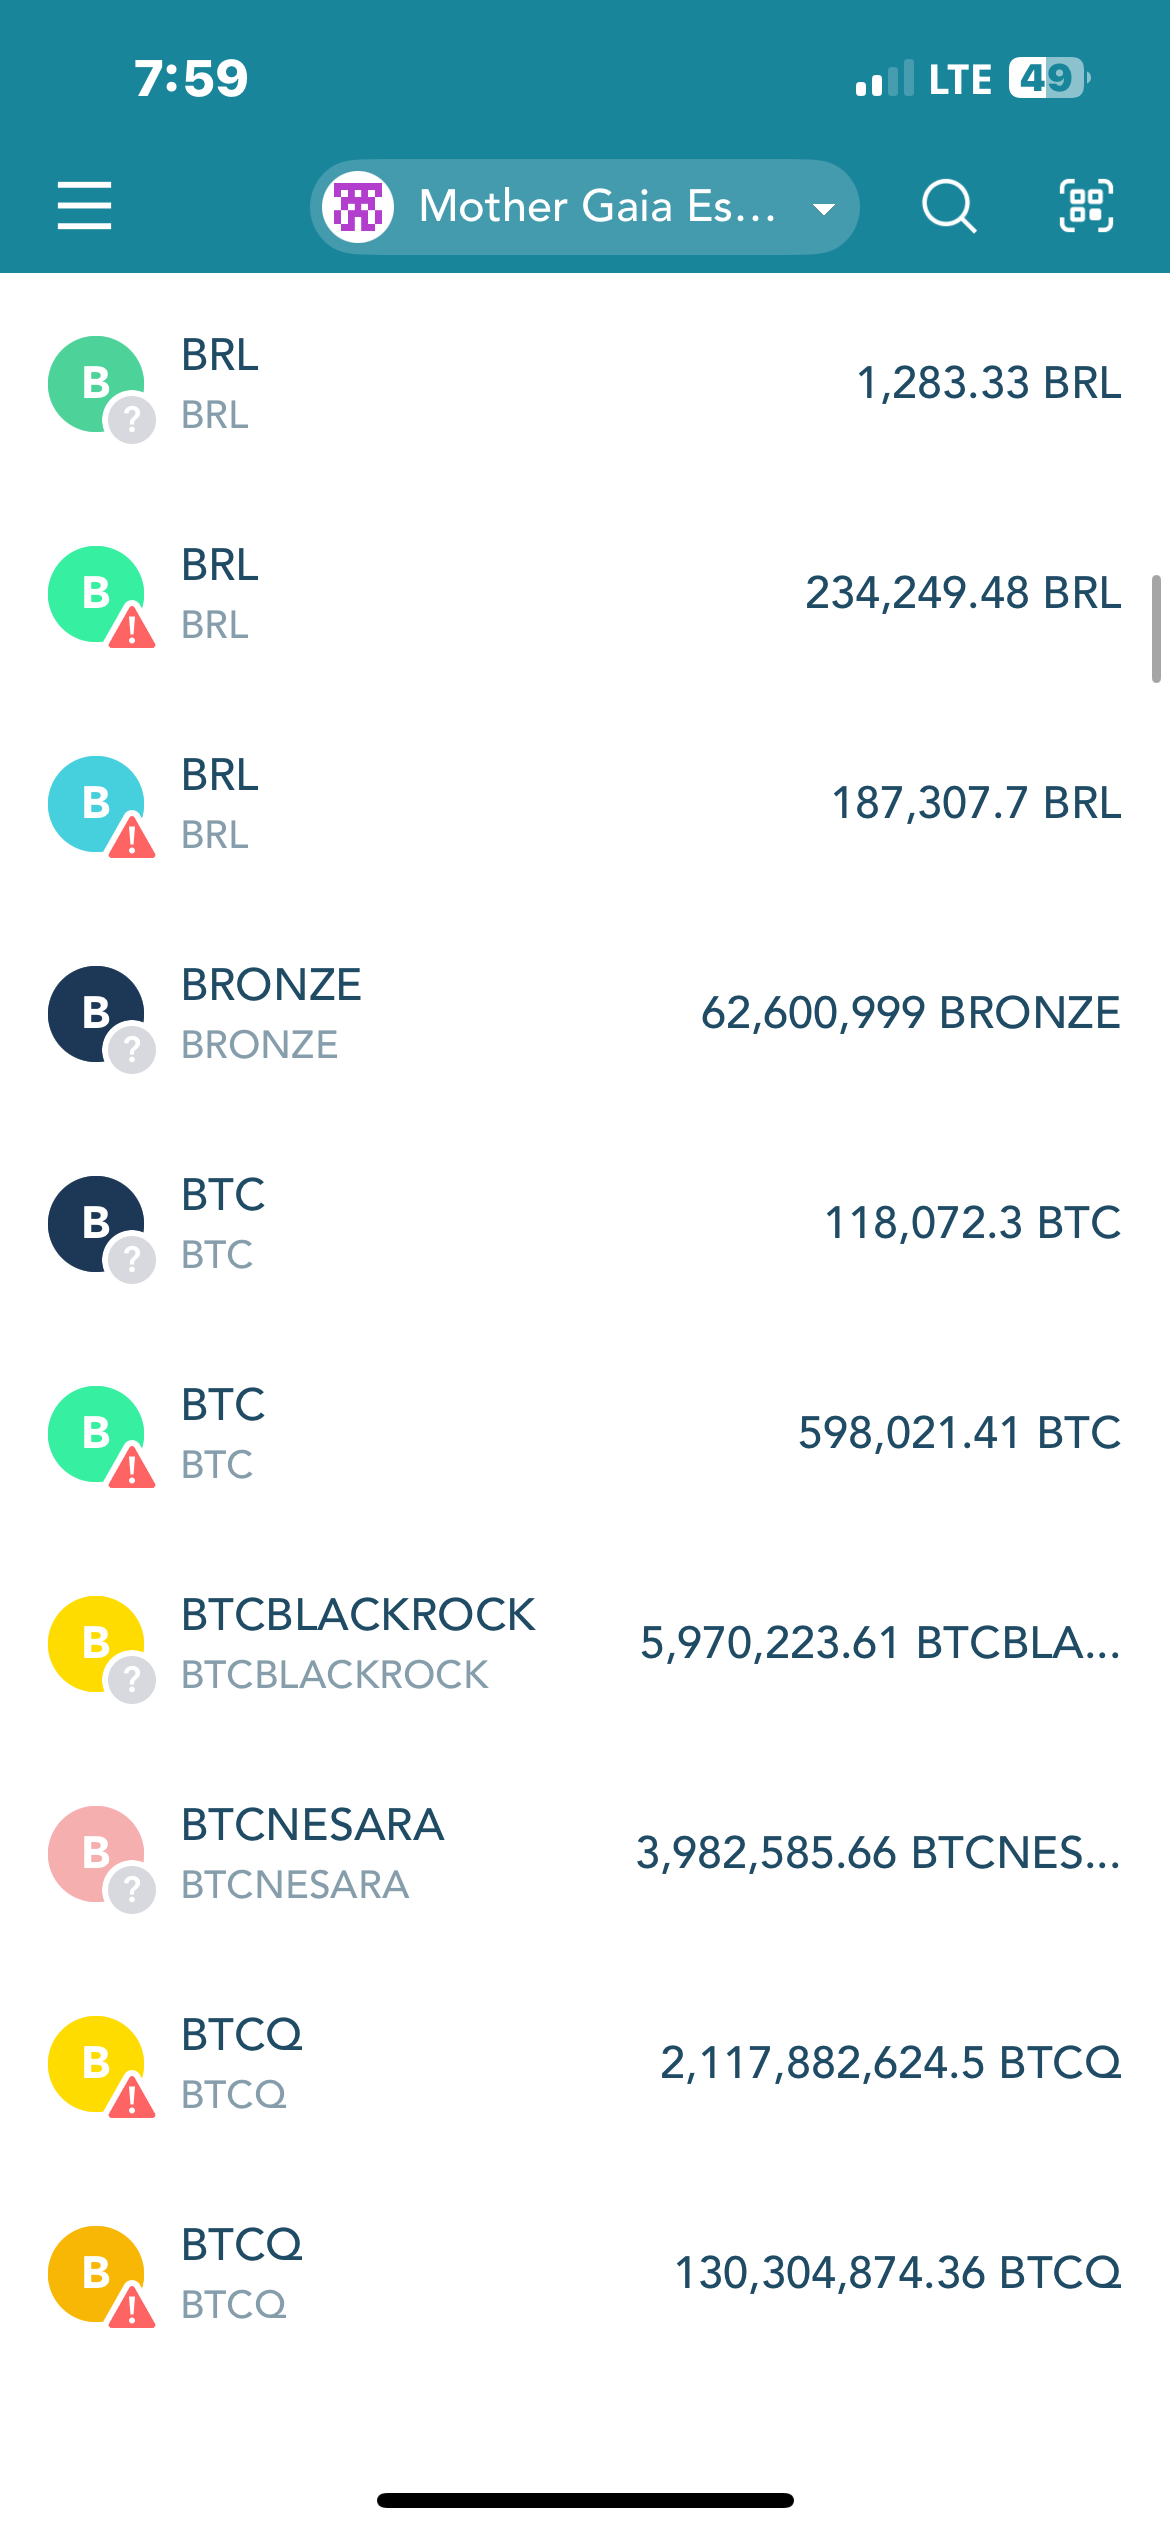 7:59
LTE 49
Mother Gaia Es...
B ? BRL 1,283.33 BRL
BRL
B ! BRL 234,249.48 BRL
BRL
B ! BRL 187,307.7 BRL
BRL
B ? BRONZE 62,600,999 BRONZE
BRONZE
B ? BTC 118,072.3 BTC
BTC
B ! BTC 598,021.41 BTC
BTC
B ? BTCBLACKROCK 5,970,223.61 BTCBLA...
BTCBLACKROCK
B ? BTCNESARA 3,982,585.66 BTCNES...
BTCNESARA
B ! BTCQ 2,117,882,624.5 BTCQ
BTCQ
B ! BTCQ 130,304,874.36 BTCQ
BTCQ